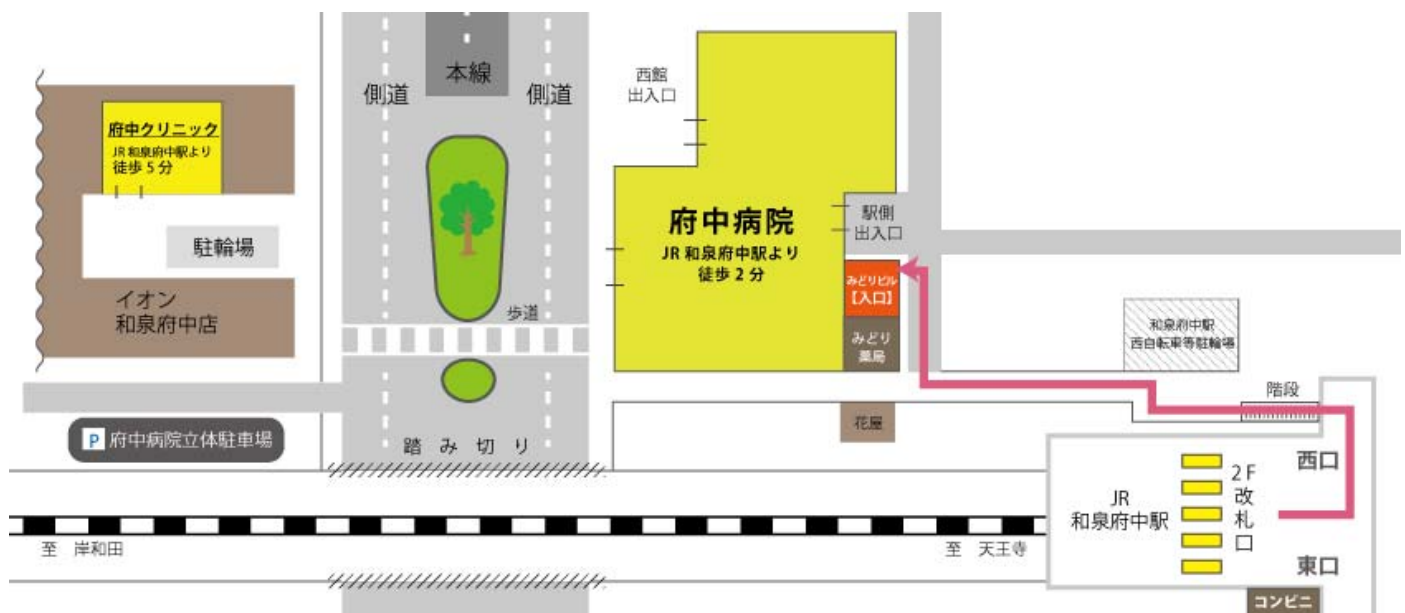 本線
側道
側道
西館
出入口
府中クリニック
JR 和泉府中駅より
徒歩 5 分
駐輪場
イオン
和泉府中店
歩道
府中病院
JR 和泉府中駅より
徒歩 2 分
駅側
出入口
みどりビル
【入口】
みどり
薬局
和泉府中駅
西自転車等駐輪場
階段
花屋
P 府中病院立体駐車場
踏み切り
西口
2F改札口
JR
和泉府中駅
東口
至 岸和田
至 天王寺
コンビニ